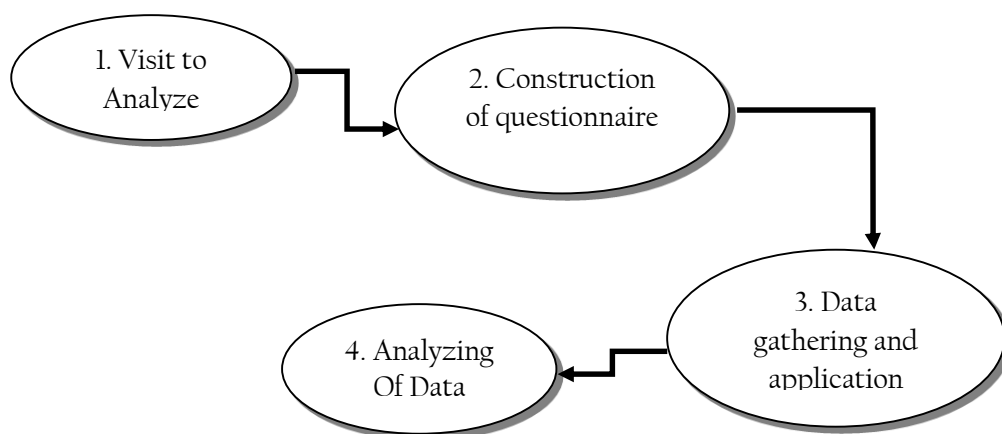 1. Visit to
Analyze
2. Construction
of questionnaire
3. Data
gathering and
application
4. Analyzing
Of Data